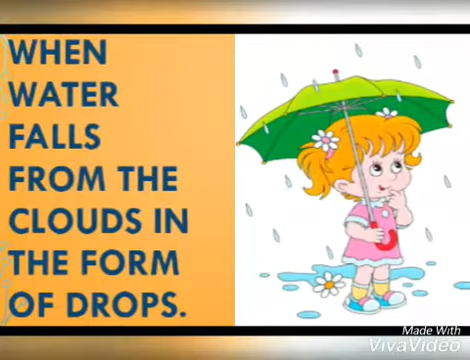 WHEN
WATER
FALLS
FROM THE
CLOUDS IN
THE FORM
OF DROPS.
Made With
VivaVideo